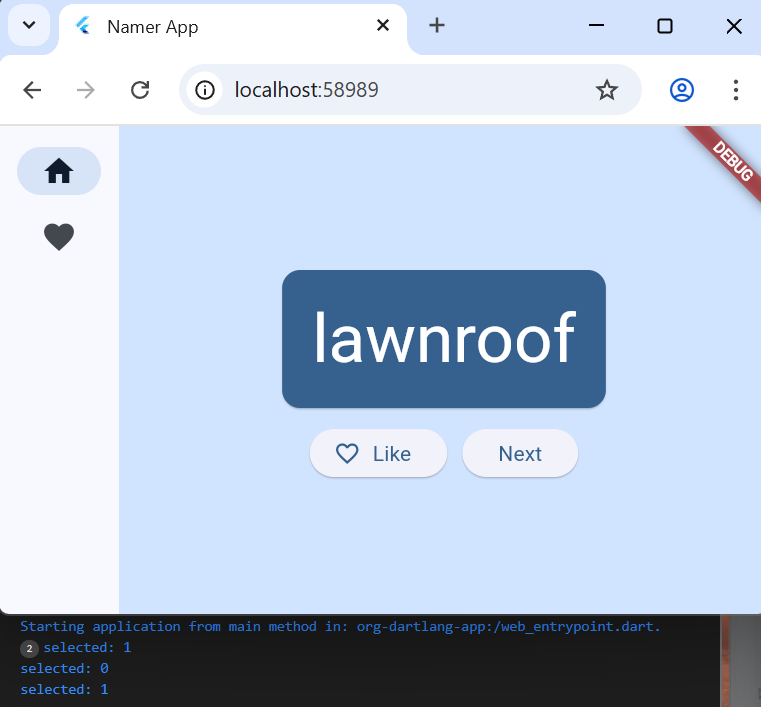 Namer App
localhost:58989
DEBUG
lawnroof
Like
Next
Starting application from main method in: org-dartlang-app:/web_entrypoint.dart.
2 selected: 1
selected: 0
selected: 1